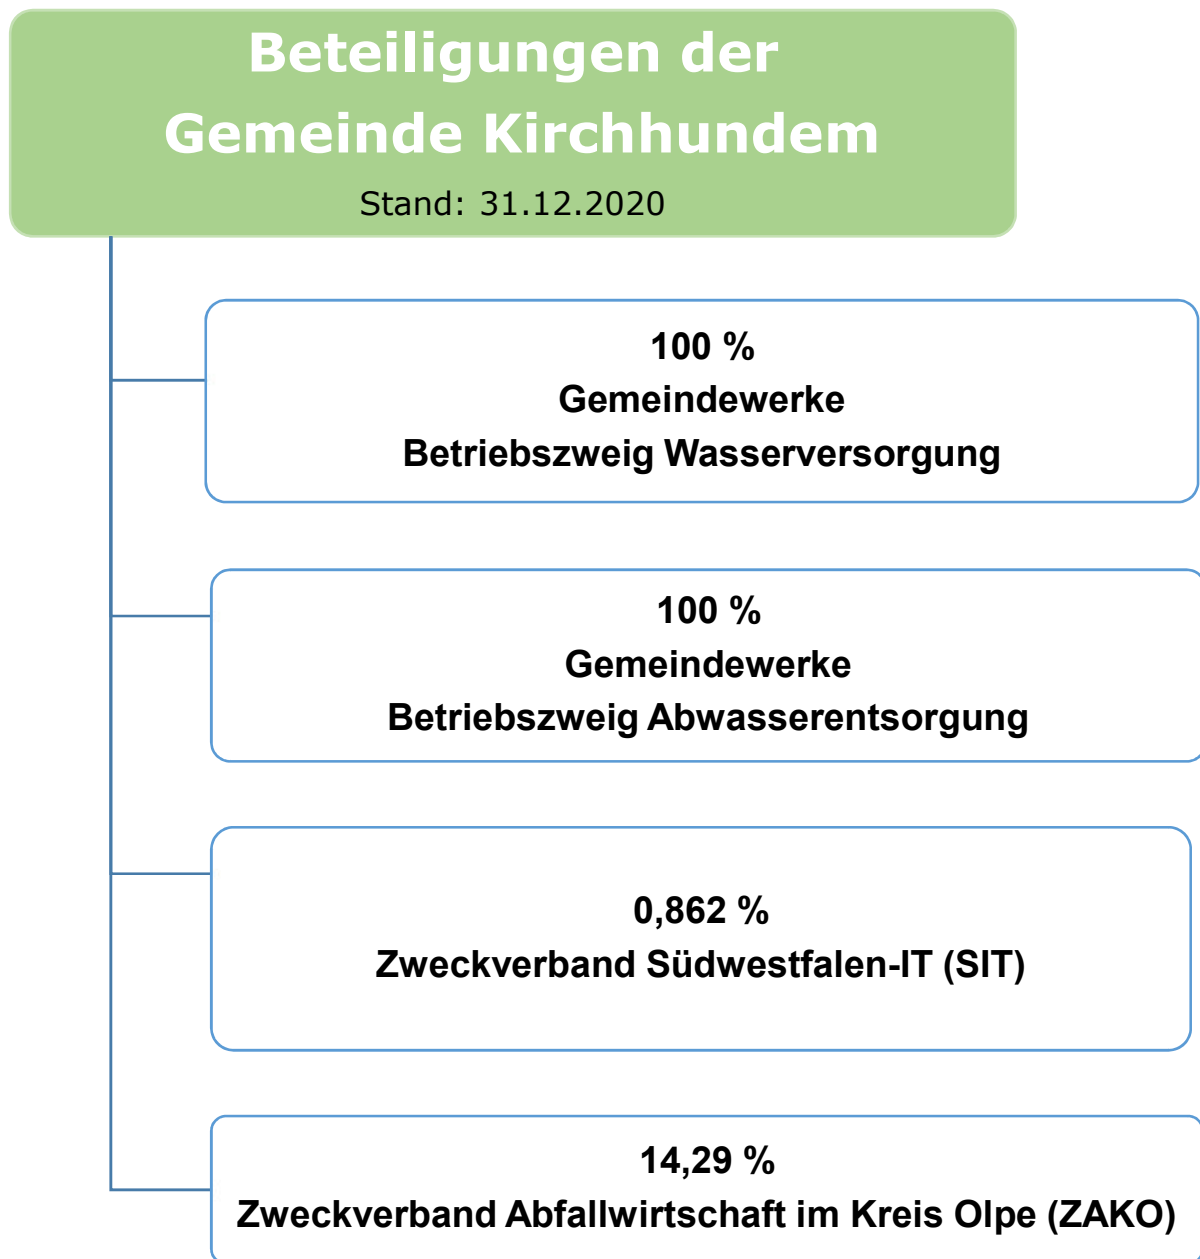 Beteiligungen der
Gemeinde Kirchhundem
Stand: 31.12.2020
100 %
Gemeindewerke
Betriebszweig Wasserversorgung
100 %
Gemeindewerke
Betriebszweig Abwasserentsorgung
0,862 %
Zweckverband Südwestfalen-IT (SIT)
14,29 %
Zweckverband Abfallwirtschaft im Kreis Olpe (ZAKO)